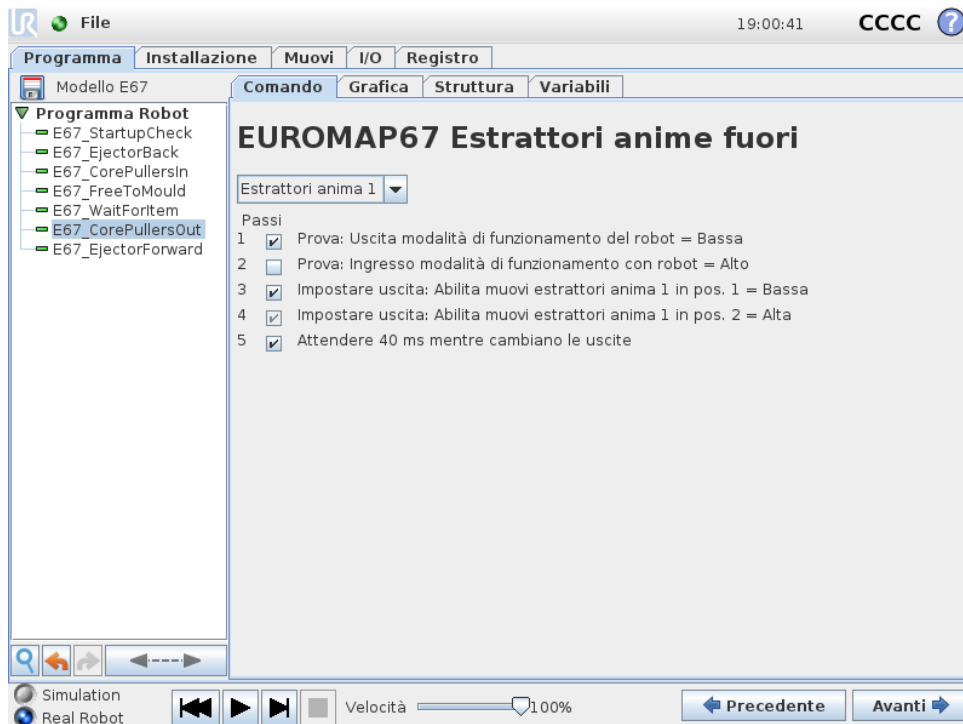 UR File 19:00:41 CCCC ?
Programma Installazione Muovi I/O Registro
Modello E67
Comando Grafica Struttura Variabili
Programma Robot
E67_StartupCheck
E67_EjectorBack
E67_CorePullersIn
E67_FreeToMould
E67_WaitForItem
E67_CorePullersOut
E67_EjectorForward
EUROMAP67 Estrattori anime fuori
Estrattori anima 1
Passi
1 Prova: Uscita modalità di funzionamento del robot = Bassa
2 Prova: Ingresso modalità di funzionamento con robot = Alto
3 Impostare uscita: Abilita muovi estrattori anima 1 in pos. 1 = Bassa
4 Impostare uscita: Abilita muovi estrattori anima 1 in pos. 2 = Alta
5 Attendere 40 ms mentre cambiano le uscite
Simulation
Real Robot
Velocità 100%
Precedente Avanti